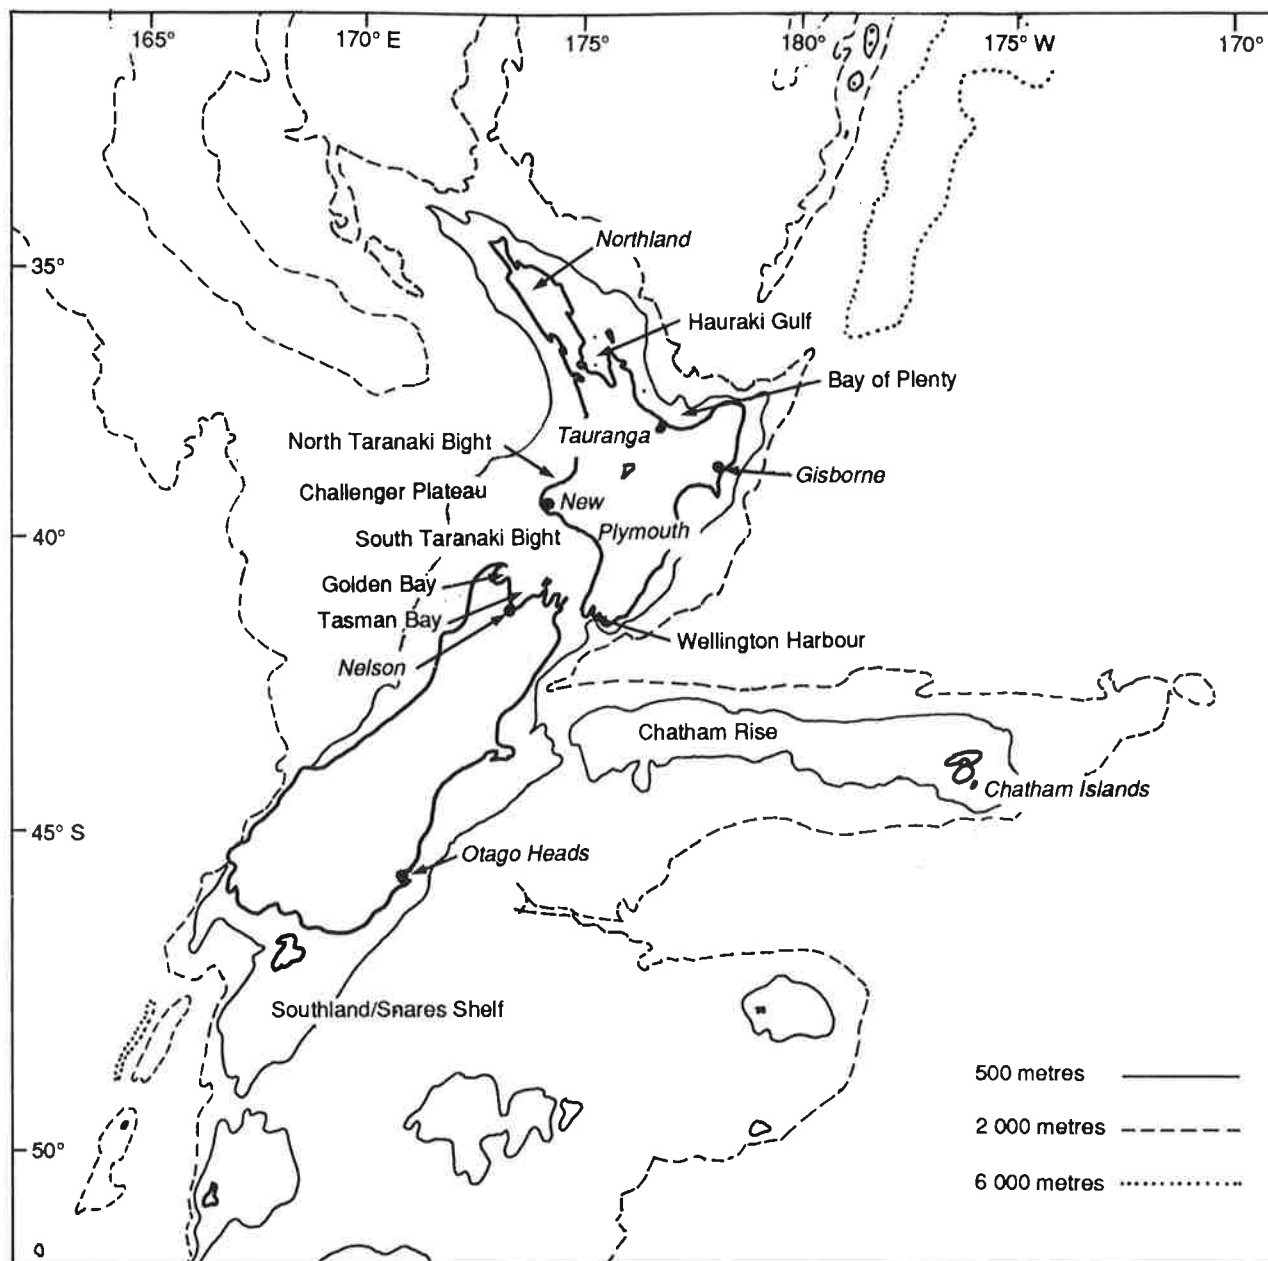 165°
170° E
175°
180°
175° W
170°
Northland
35°
Hauraki Gulf
Bay of Plenty
North Taranaki Bight
Tauranga
Gisborne
Challenger Plateau
New
Plymouth
South Taranaki Bight
40°
Golden Bay
Tasman Bay
Wellington Harbour
Nelson
Chatham Rise
Chatham Islands
45° S
Otago Heads
Southland/Snares Shelf
500 metres
2 000 metres
50°
6 000 metres